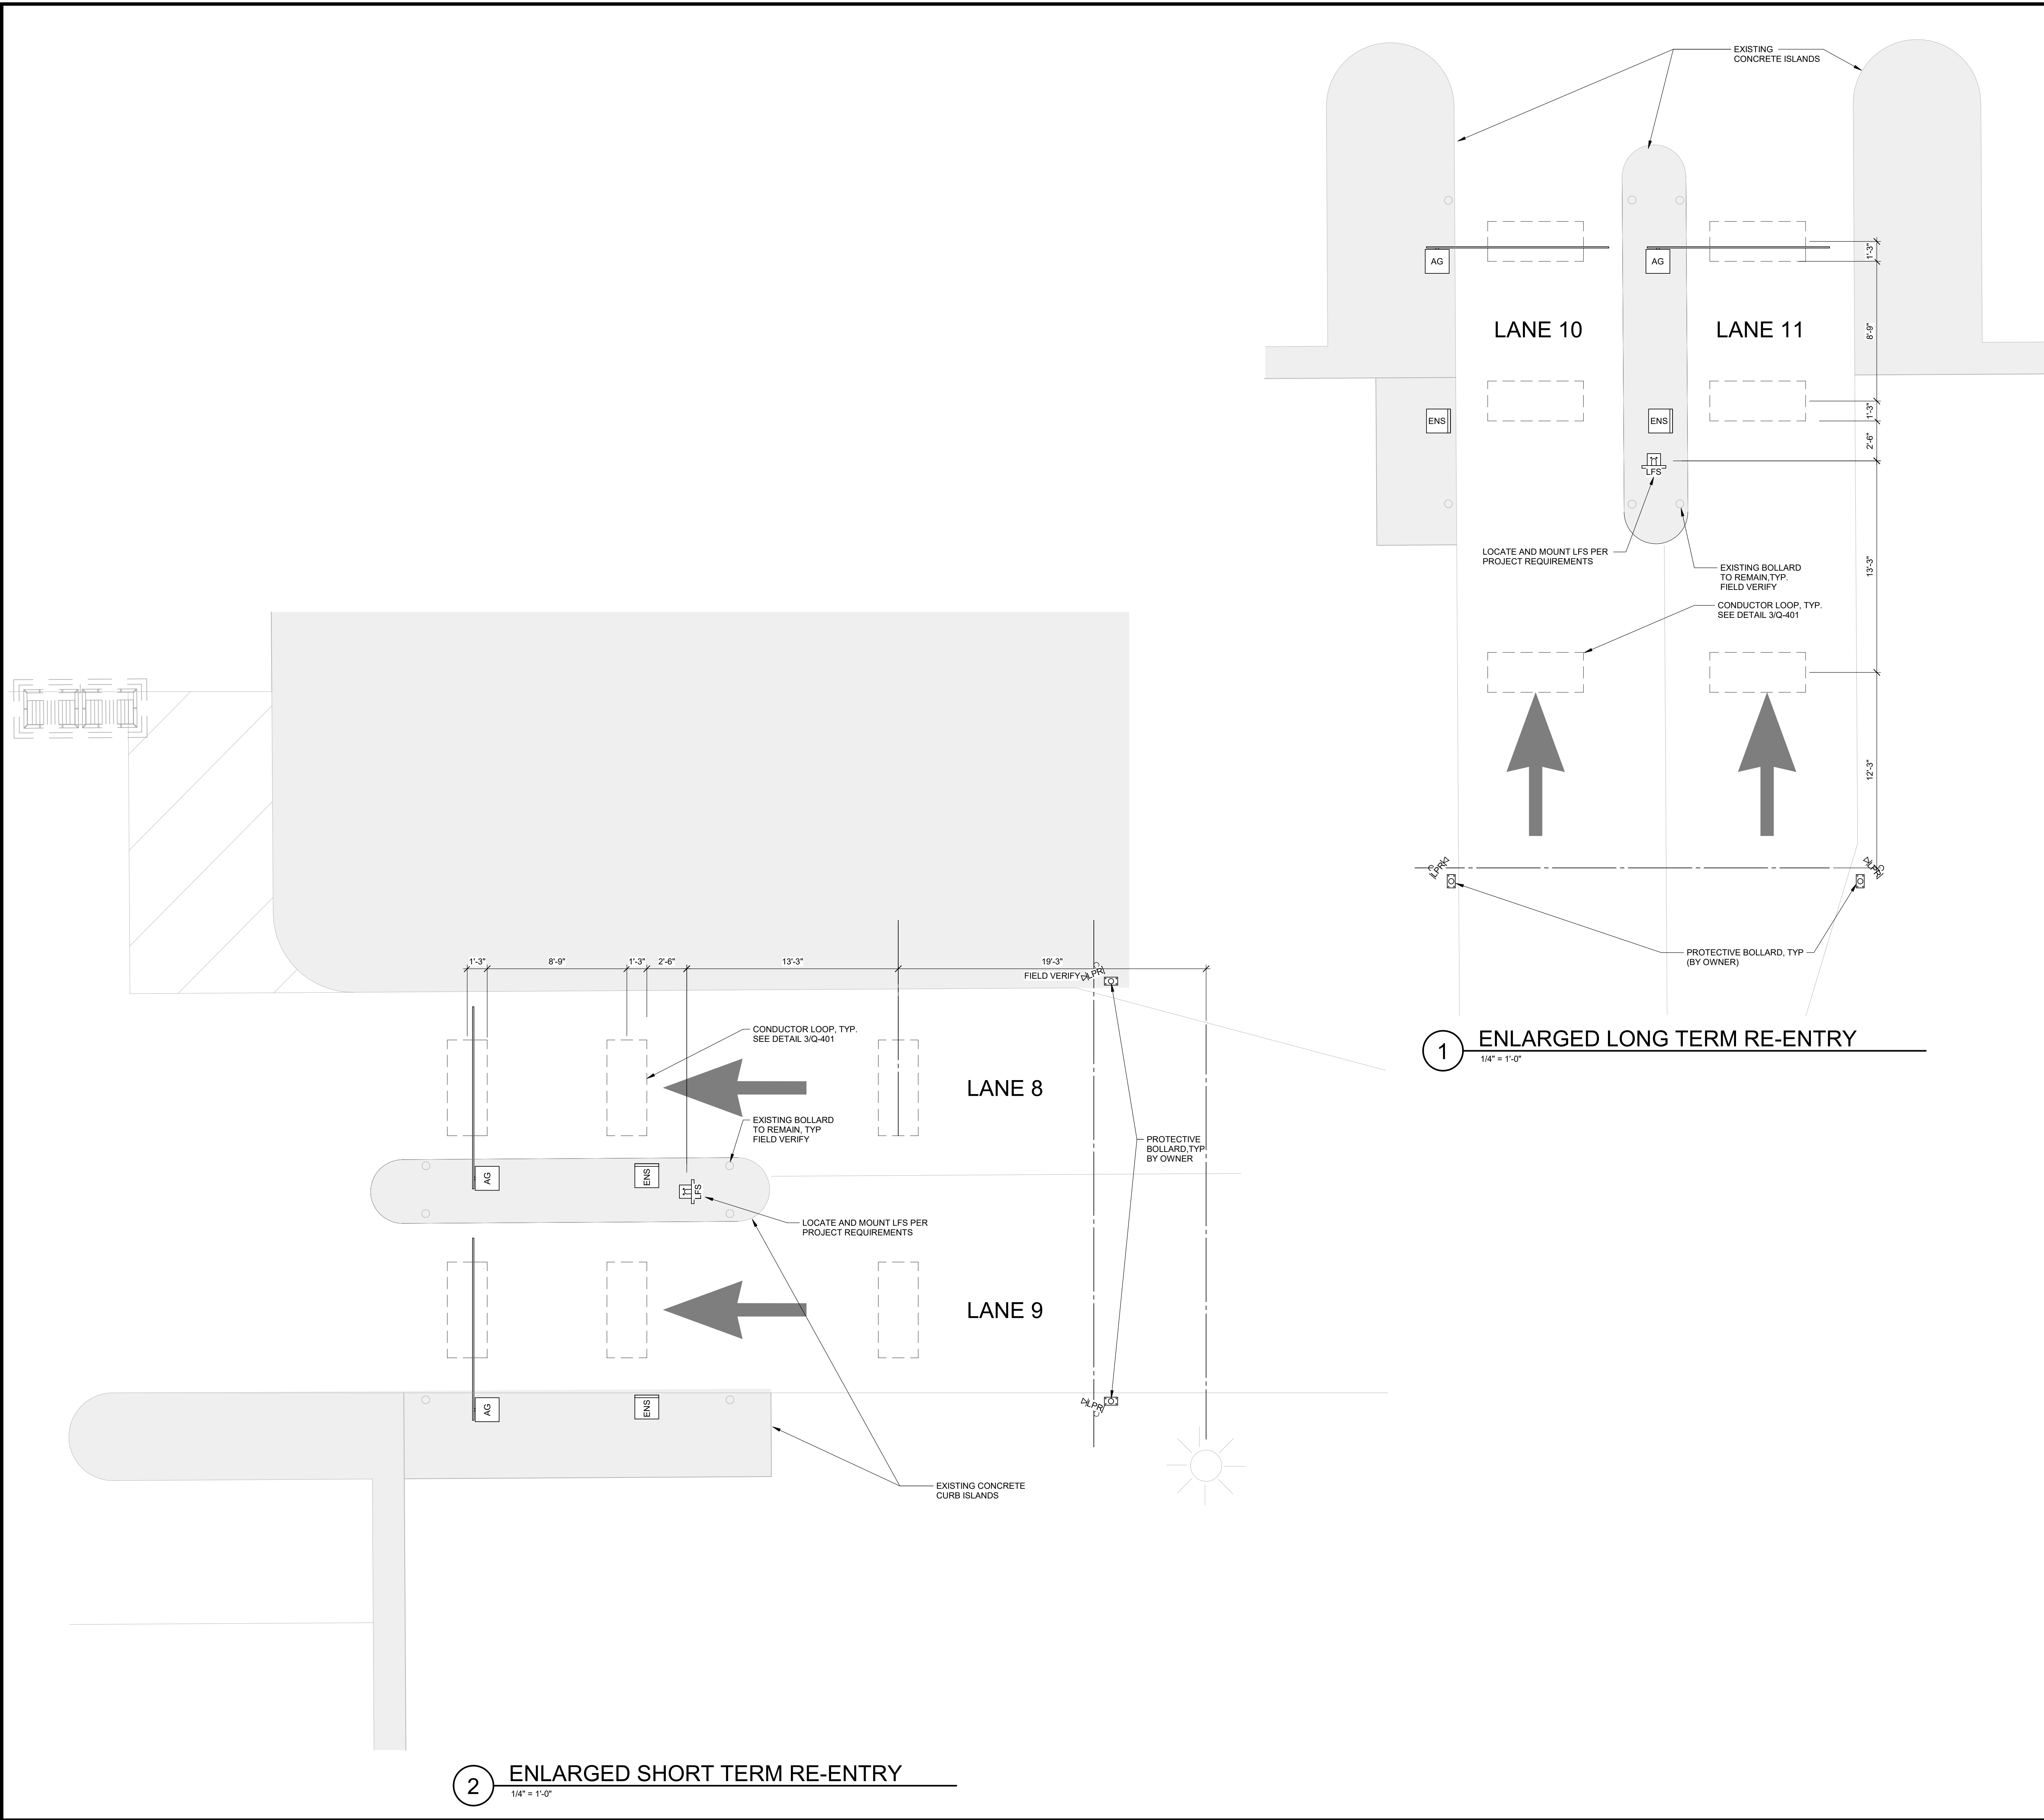 EXISTING
CONCRETE ISLANDS
AG
AG
1'-3"
LANE 10
LANE 11
8'-9"
1'-3"
ENS
ENS
2'-6"
LFS
LOCATE AND MOUNT LFS PER
PROJECT REQUIREMENTS
EXISTING BOLLARD
TO REMAIN,TYP.
FIELD VERIFY
13'-3"
CONDUCTOR LOOP, TYP.
SEE DETAIL 3/Q-401
12'-3"
LPR
LPR
PROTECTIVE BOLLARD, TYP
(BY OWNER)
1
ENLARGED LONG TERM RE-ENTRY
1/4" = 1'-0"
1'-3"
8'-9"
1'-3"
2'-6"
13'-3"
19'-3"
FIELD VERIFY
LPR
CONDUCTOR LOOP, TYP.
SEE DETAIL 3/Q-401
LANE 8
EXISTING BOLLARD
TO REMAIN, TYP
FIELD VERIFY
PROTECTIVE
BOLLARD,TYP
BY OWNER
AG
ENS
LFS
LOCATE AND MOUNT LFS PER
PROJECT REQUIREMENTS
LANE 9
AG
ENS
LPR
EXISTING CONCRETE
CURB ISLANDS
2
ENLARGED SHORT TERM RE-ENTRY
1/4" = 1'-0"